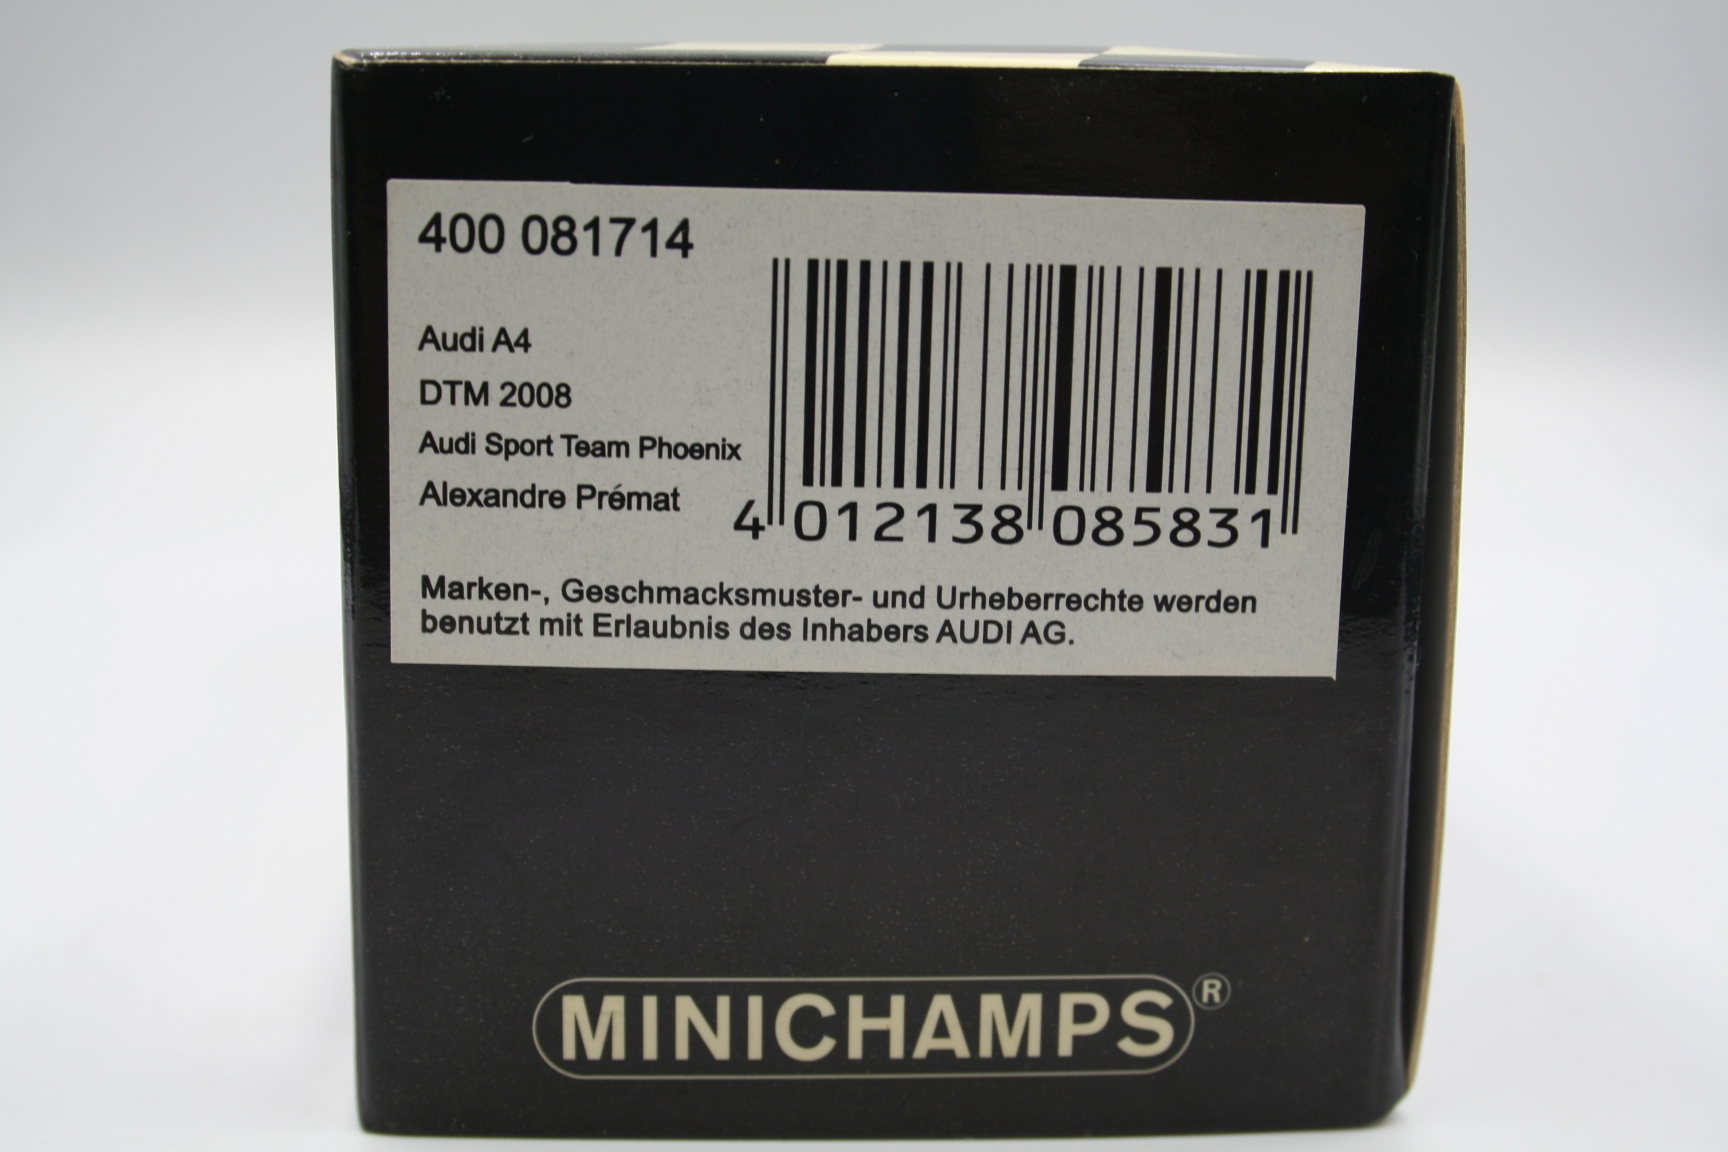 400 081714
Audi A4
DTM 2008
Audi Sport Team Phoenix
Alexandre Prémat
4 012138 085831
Marken-, Geschmacksmuster- und Urheberrechte werden
benutzt mit Erlaubnis des Inhabers AUDI AG.
MINICHAMPS®